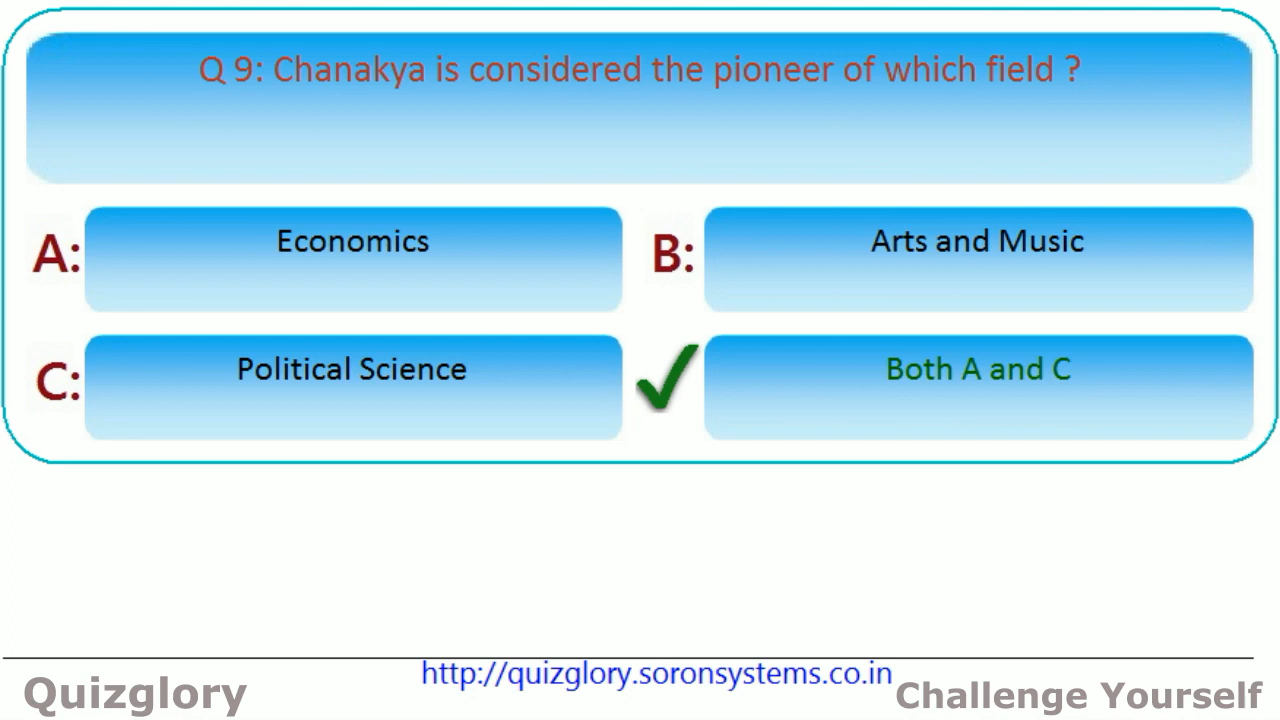 Q 9: Chanakya is considered the pioneer of which field ?
A: Economics
B: Arts and Music
C: Political Science
Both A and C
http://quizglory.soronsystems.co.in
Quizglory
Challenge Yourself